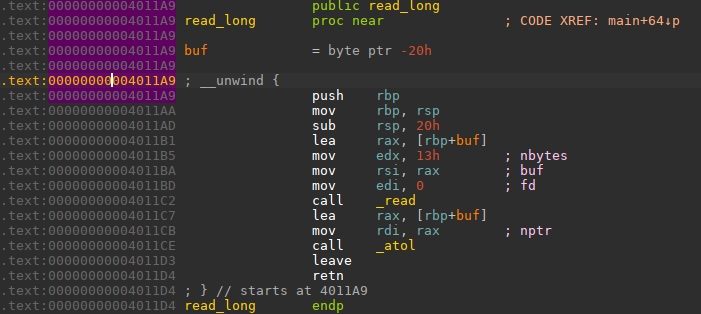 .text:00000000004011A9 public read_long
.text:00000000004011A9 read_long proc near ; CODE XREF: main+64↓p
.text:00000000004011A9
.text:00000000004011A9 buf = byte ptr -20h
.text:00000000004011A9
.text:00000000004011A9 ; __unwind {
.text:00000000004011A9 push rbp
.text:00000000004011AA mov rbp, rsp
.text:00000000004011AD sub rsp, 20h
.text:00000000004011B1 lea rax, [rbp+buf]
.text:00000000004011B5 mov edx, 13h ; nbytes
.text:00000000004011BA mov rsi, rax ; buf
.text:00000000004011BD mov edi, 0 ; fd
.text:00000000004011C2 call _read
.text:00000000004011C7 lea rax, [rbp+buf]
.text:00000000004011CB mov rdi, rax ; nptr
.text:00000000004011CE call _atol
.text:00000000004011D3 leave
.text:00000000004011D4 retn
.text:00000000004011D4 ; } // starts at 4011A9
.text:00000000004011D4 read_long endp